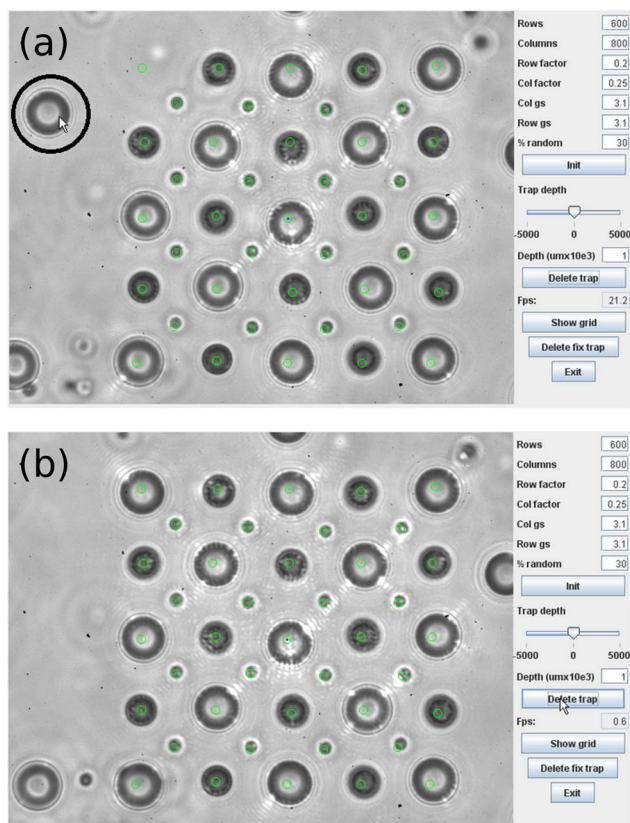 (a)
Rows 600
Columns 800
Row factor 0.2
Col factor 0.25
Col gs 3.1
Row gs 3.1
% random 30
Init
Trap depth
-5000 0 5000
Depth (umx10e3) 1
Delete trap
Fps: 21.2
Show grid
Delete fix trap
Exit
(b)
Rows 600
Columns 800
Row factor 0.2
Col factor 0.25
Col gs 3.1
Row gs 3.1
% random 30
Init
Trap depth
-5000 0 5000
Depth (umx10e3) 1
Delete trap
Fps: 0.6
Show grid
Delete fix trap
Exit